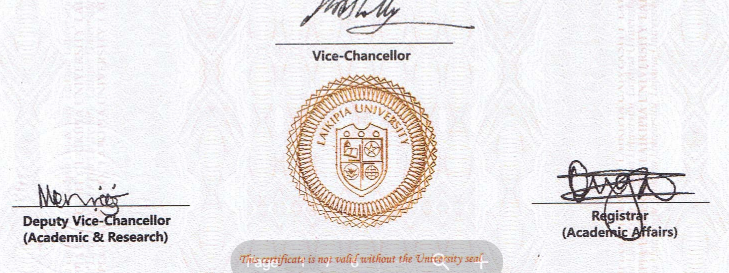 Vice-Chancellor
LAIKIPIA UNIVERSITY
Deputy Vice-Chancellor
(Academic & Research)
Registrar
(Academic Affairs)
This certificate is not valid without the University seal.
Page